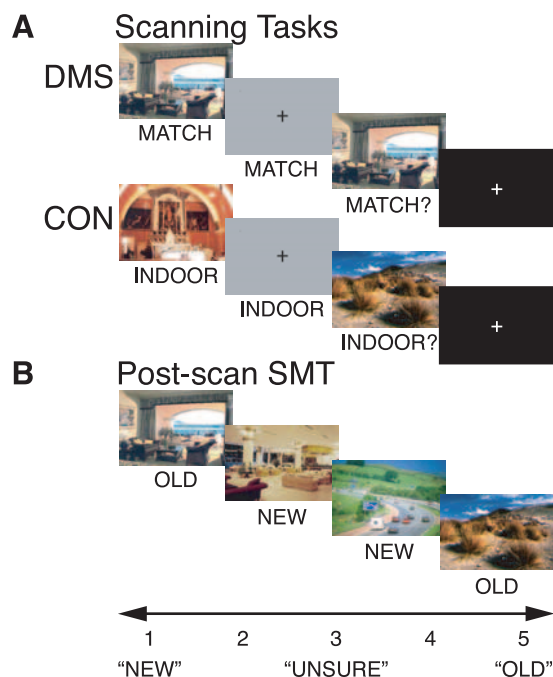 A Scanning Tasks
DMS
MATCH
MATCH
MATCH?
CON
INDOOR
INDOOR
INDOOR?
B Post-scan SMT
OLD
NEW
NEW
OLD
1 2 3 4 5
“NEW” “UNSURE” “OLD”